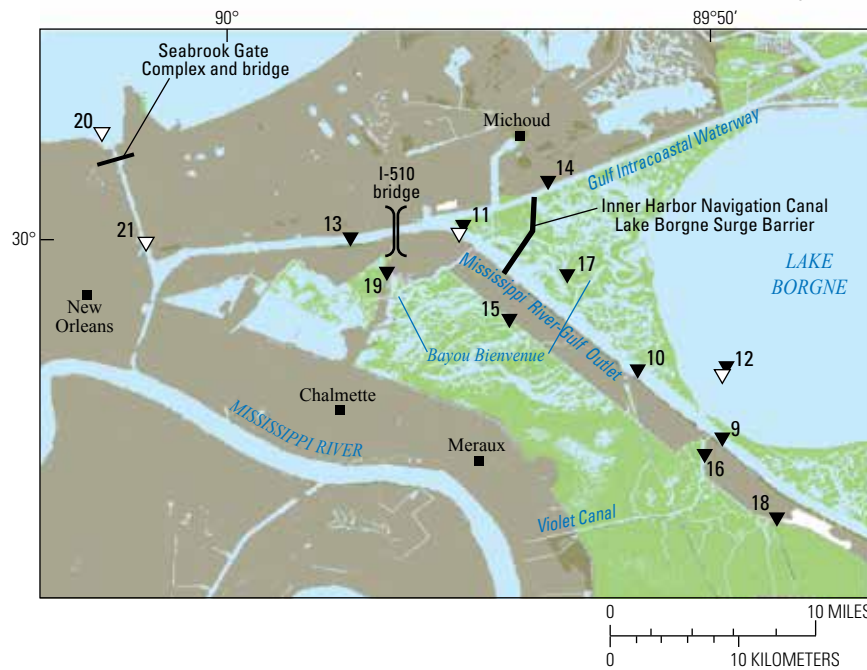 90°
89°50'
Seabrook Gate
Complex and bridge
20
Michoud
Gulf Intracoastal Waterway
14
I-510
bridge
Inner Harbor Navigation Canal
Lake Borgne Surge Barrier
13
11
30°
21
LAKE
BORGNE
17
19
Mississippi River-Gulf Outlet
New
Orleans
15
Bayou Bienvenue
10
12
Chalmette
MISSISSIPPI RIVER
Meraux
9
16
Violet Canal
18
0 10 MILES
0 10 KILOMETERS